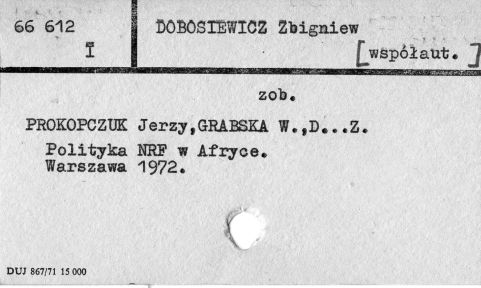 66 612
I
DOBOSIEWICZ Zbigniew
[współaut.]
zob.
PROKOPCZUK Jerzy,GRABSKA W.,D...Z.
Polityka NRF w Afryce.
Warszawa 1972.
DUJ 867/71 15 000